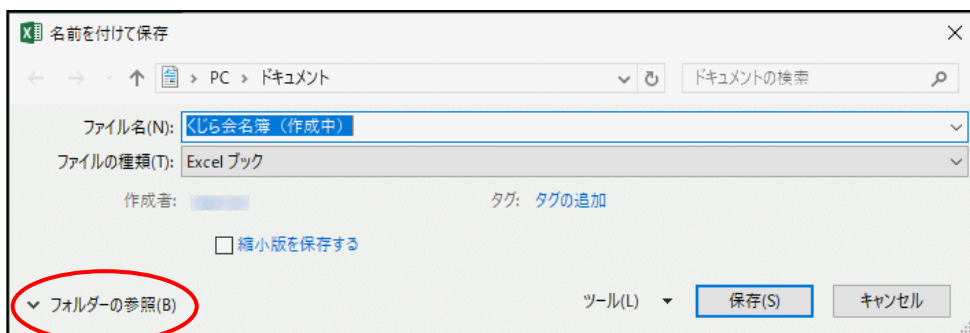 名前を付けて保存
PC › ドキュメント ドキュメントの検索
ファイル名(N): くじら会名簿（作成中）
ファイルの種類(T): Excel ブック
作成者: タグ: タグの追加
縮小版を保存する
フォルダーの参照(B) ツール(L) 保存(S) キャンセル